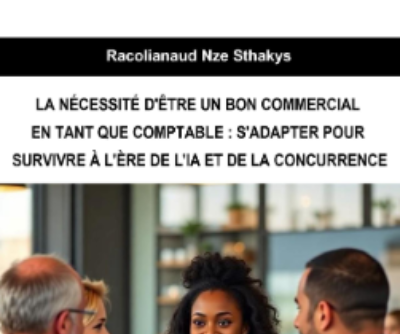 Racolianaud Nze Sthakys
LA NÉCESSITÉ D'ÊTRE UN BON COMMERCIAL
EN TANT QUE COMPTABLE : S'ADAPTER POUR
SURVIVRE À L'ÈRE DE L'IA ET DE LA CONCURRENCE